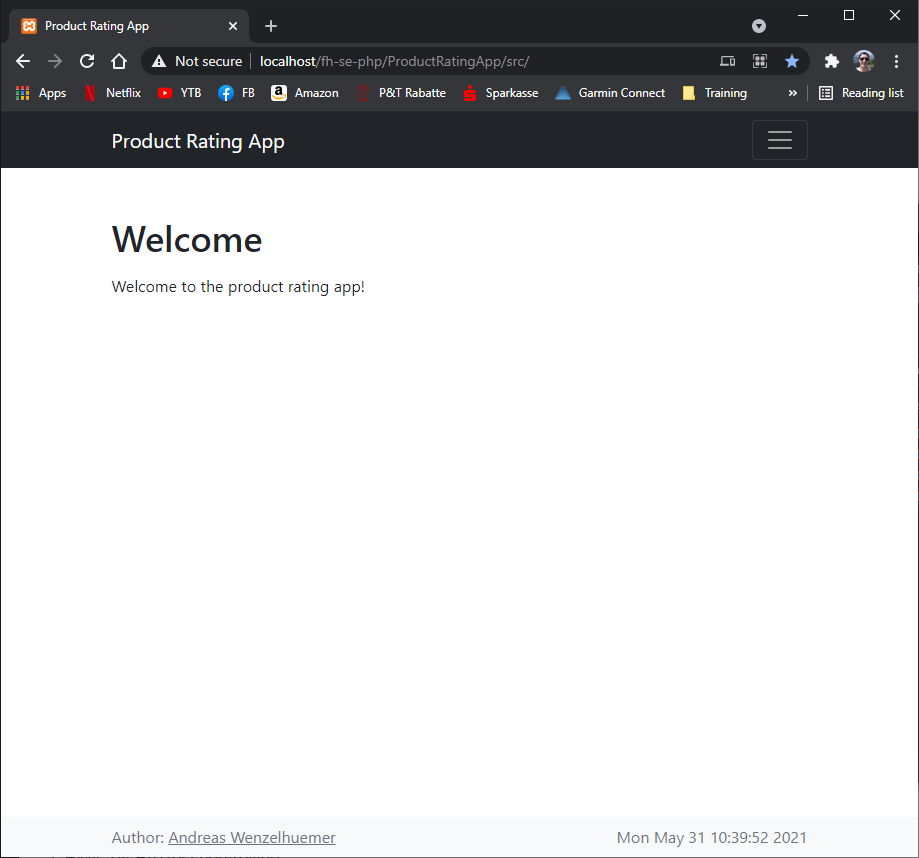 Product Rating App
Not secure localhost/fh-se-php/ProductRatingApp/src/
Apps Netflix YTB FB Amazon P&T Rabatte Sparkasse Garmin Connect Training » Reading list
Product Rating App
Welcome
Welcome to the product rating app!
Author: Andreas Wenzelhuemer Mon May 31 10:39:52 2021